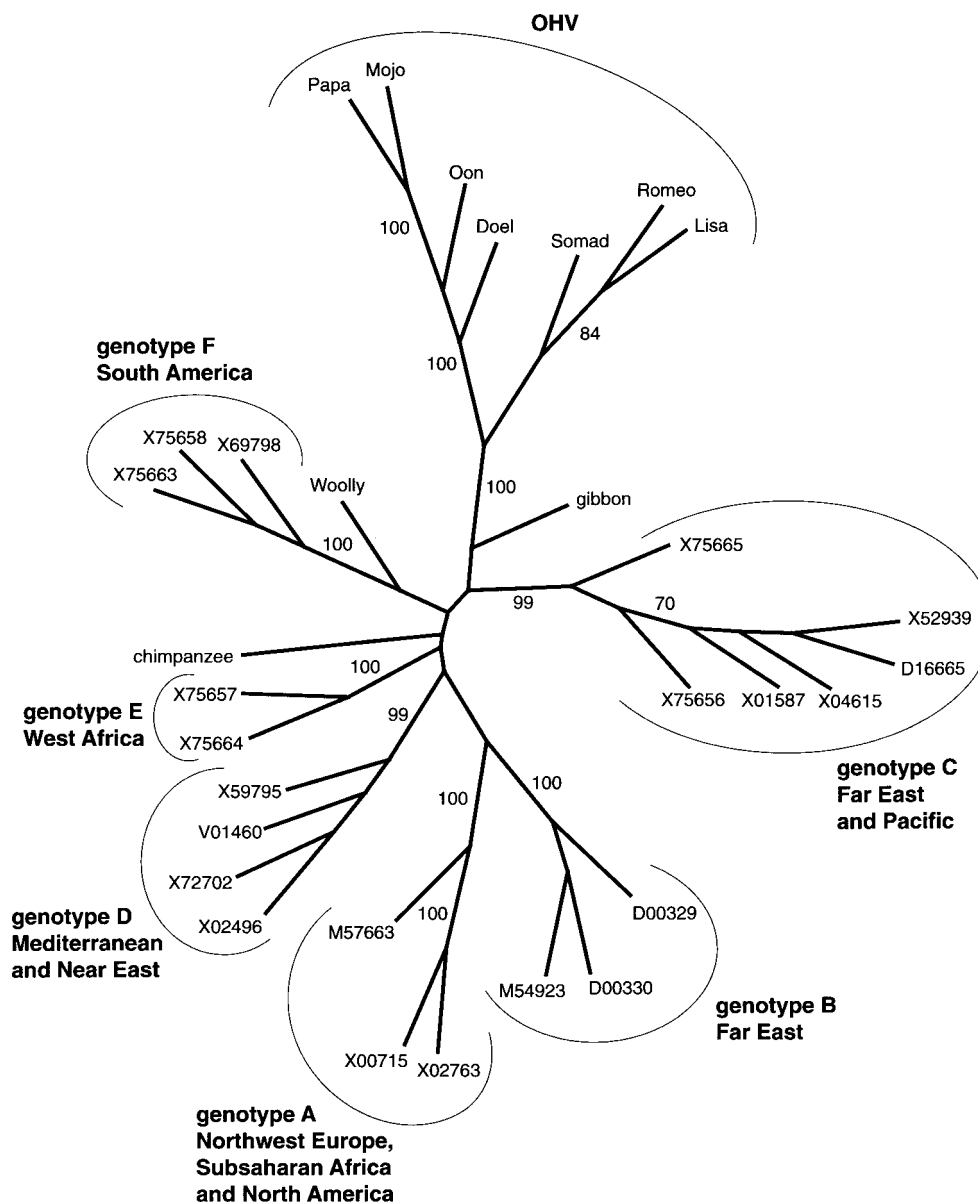 OHV
Mojo
Papa
Oon
Doel
Romeo
Lisa
Somad
100
84
100
genotype F
South America
X75658
X69798
X75663
Woolly
100
100
gibbon
X75665
99
70
X52939
D16665
X75656
X01587
X04615
genotype C
Far East
and Pacific
chimpanzee
100
X75657
X75664
genotype E
West Africa
99
X59795
V01460
X72702
X02496
genotype D
Mediterranean
and Near East
100
100
100
M57663
X00715
X02763
D00329
M54923
D00330
genotype B
Far East
genotype A
Northwest Europe,
Subsaharan Africa
and North America